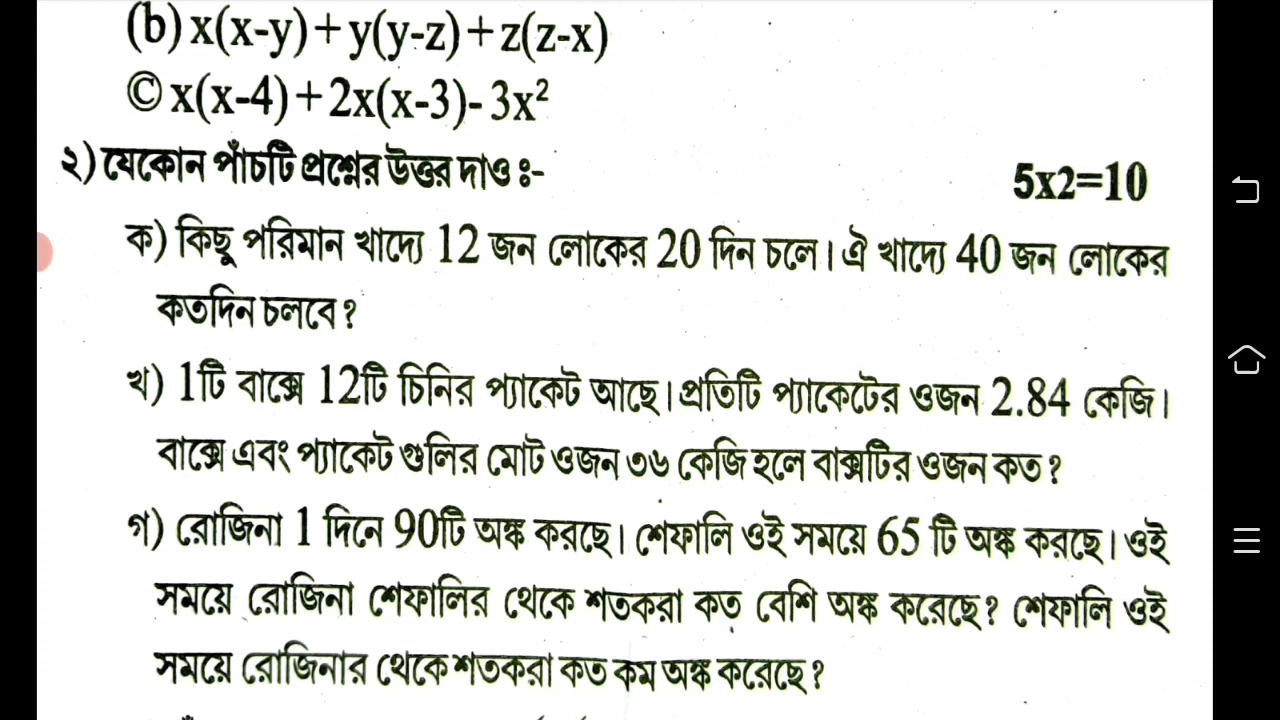 (b) x(x-y)+y(y-z)+z(z-x)
© x(x-4)+2x(x-3)-3x²
২) যেকোন পাঁচটি প্রশ্নের উত্তর দাও ঃ- 5x2=10
ক) কিছু পরিমান খাদ্যে 12 জন লোকের 20 দিন চলে। ঐ খাদ্যে 40 জন লোকের
কতদিন চলবে?
খ) 1টি বাক্সে 12টি চিনির প্যাকেট আছে। প্রতিটি প্যাকেটের ওজন 2.84 কেজি।
বাক্সে এবং প্যাকেট গুলির মোট ওজন ৩৬ কেজি হলে বাক্সটির ওজন কত?
গ) রোজিনা 1 দিনে 90টি অঙ্ক করছে। শেফালি ওই সময়ে 65 টি অঙ্ক করছে। ওই
সময়ে রোজিনা শেফালির থেকে শতকরা কত বেশি অঙ্ক করেছে? শেফালি ওই
সময়ে রোজিনার থেকে শতকরা কত কম অঙ্ক করেছে?